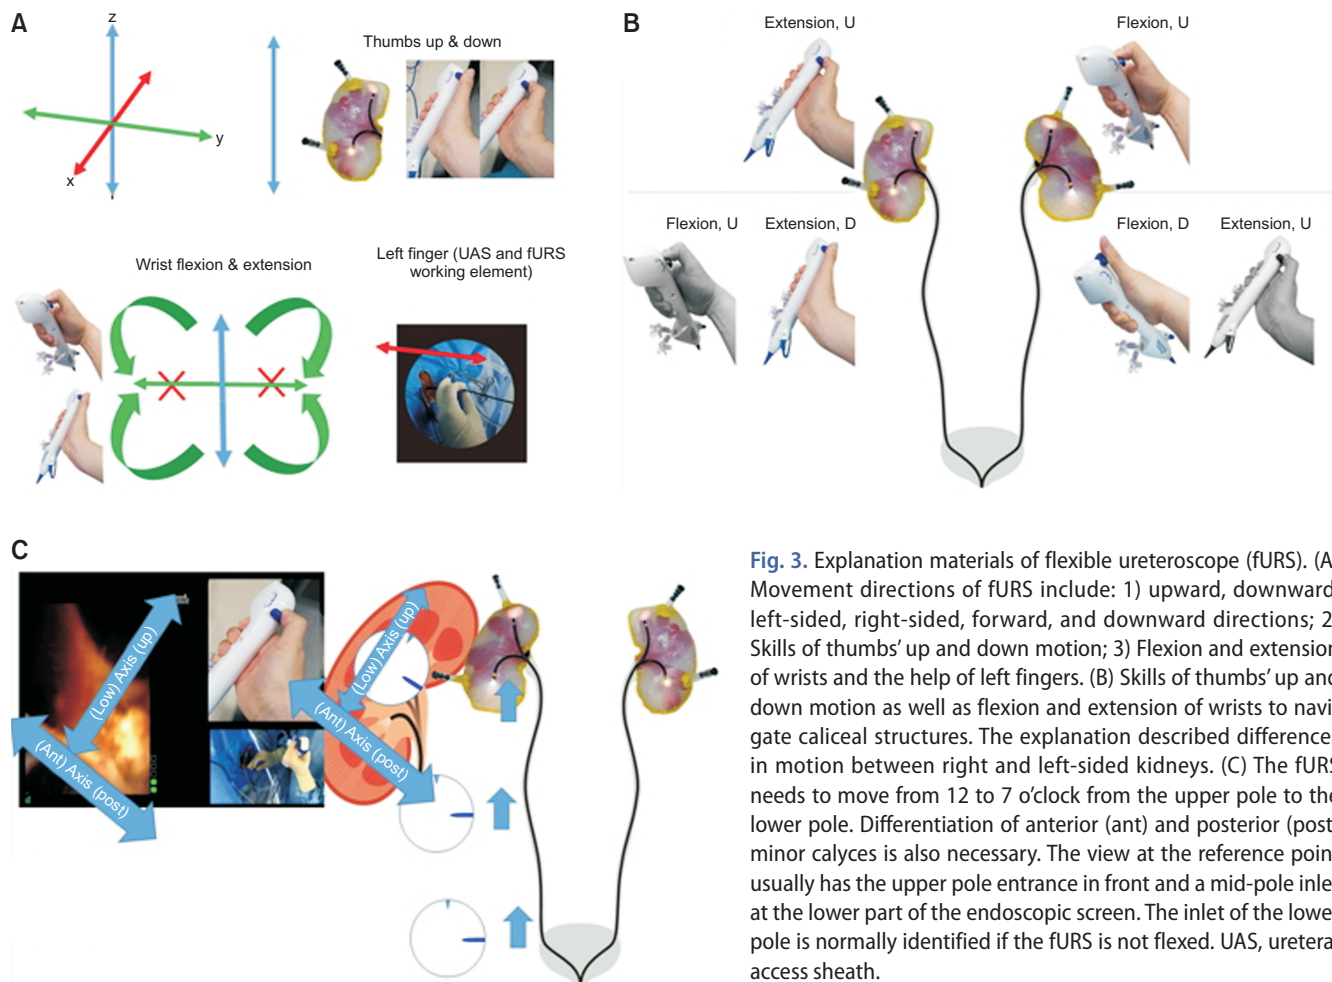 A
z
y
x
Thumbs up & down
Wrist flexion & extension
Left finger (UAS and fURS
working element)
B
Extension, U
Flexion, U
Flexion, U
Extension, D
Flexion, D
Extension, U
C
(Low) Axis (up)
(Ant) Axis (post)
(Low) Axis (up)
(Ant) Axis (post)
Fig. 3. Explanation materials of flexible ureteroscope (fURS). (A
Movement directions of fURS include: 1) upward, downward
left-sided, right-sided, forward, and downward directions; 2
Skills of thumbs’ up and down motion; 3) Flexion and extension
of wrists and the help of left fingers. (B) Skills of thumbs’ up and
down motion as well as flexion and extension of wrists to navi
gate caliceal structures. The explanation described difference
in motion between right and left-sided kidneys. (C) The fURS
needs to move from 12 to 7 o’clock from the upper pole to the
lower pole. Differentiation of anterior (ant) and posterior (post
minor calyces is also necessary. The view at the reference poin
usually has the upper pole entrance in front and a mid-pole inle
at the lower part of the endoscopic screen. The inlet of the lowe
pole is normally identified if the fURS is not flexed. UAS, uretera
access sheath.